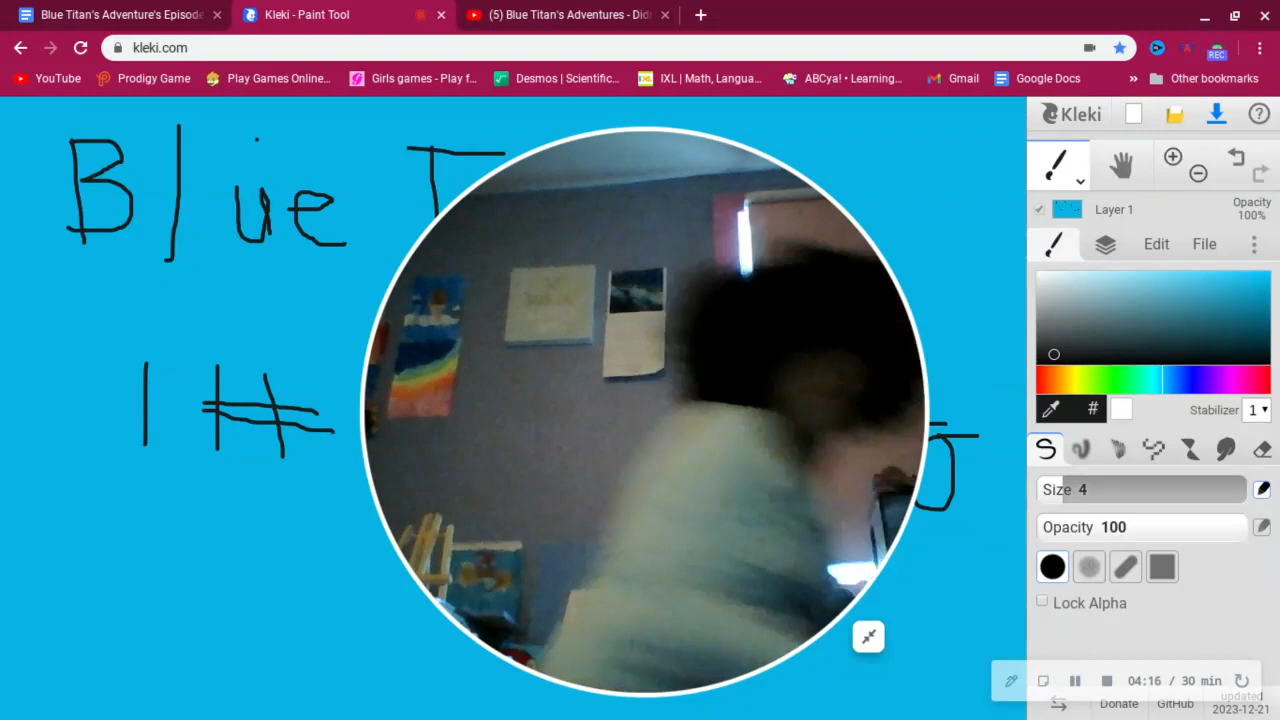 Blue Titan's Adventure's Episode
Kleki - Paint Tool
(5) Blue Titan's Adventures - Did
kleki.com
REC
YouTube
Prodigy Game
Play Games Online...
Girls games - Play f...
Desmos | Scientific...
IXL | Math, Langua...
ABCya! • Learning...
Gmail
Google Docs
»
Other bookmarks
Kleki
Layer 1
Opacity
100%
Edit
File
#
Stabilizer
1
Size 4
Opacity 100
Lock Alpha
04:16 / 30 min
Donate
GitHub
updated
2023-12-21
Blue T